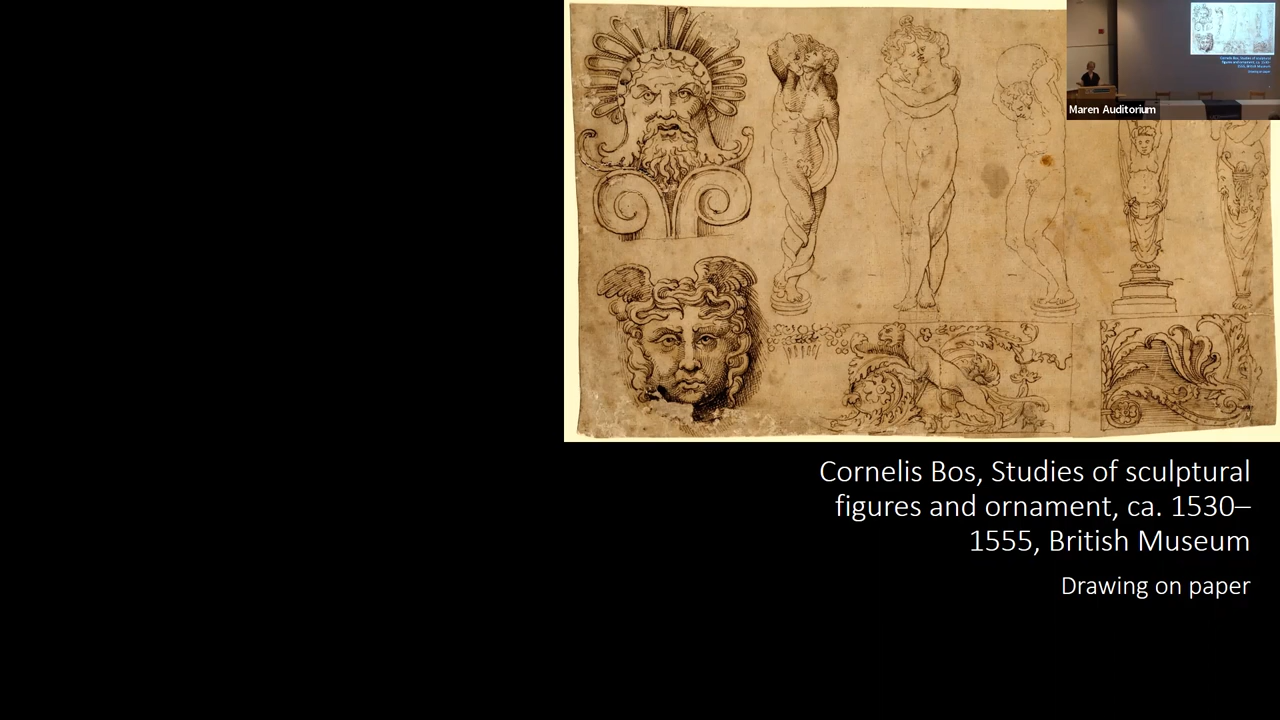 Maren Auditorium
Cornelis Bos, Studies of sculptural
figures and ornament, ca. 1530–
1555, British Museum
Drawing on paper